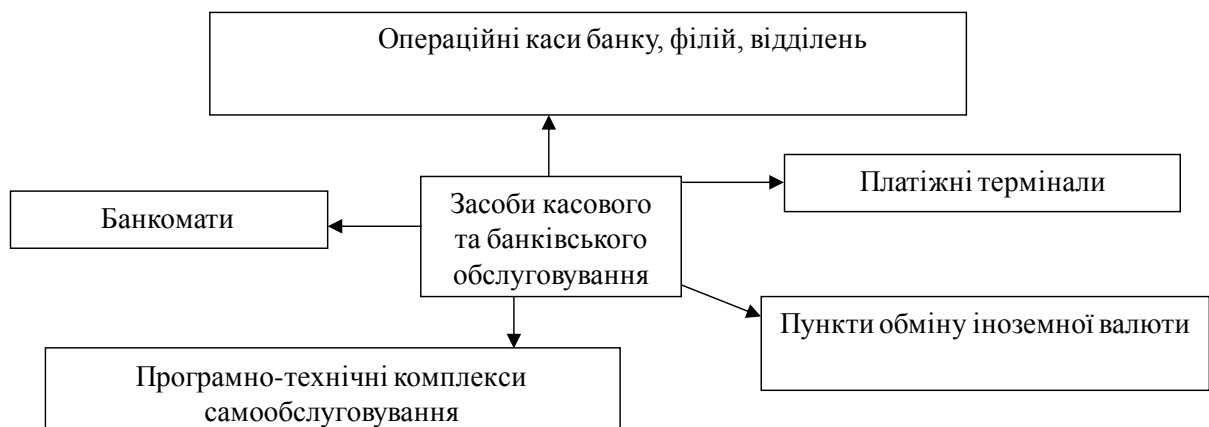 Операційні каси банку, філій, відділень
Платіжні термінали
Банкомати
Засоби касового
та банківського
обслуговування
Пункти обміну іноземної валюти
Програмно-технічні комплекси
самообслуговування